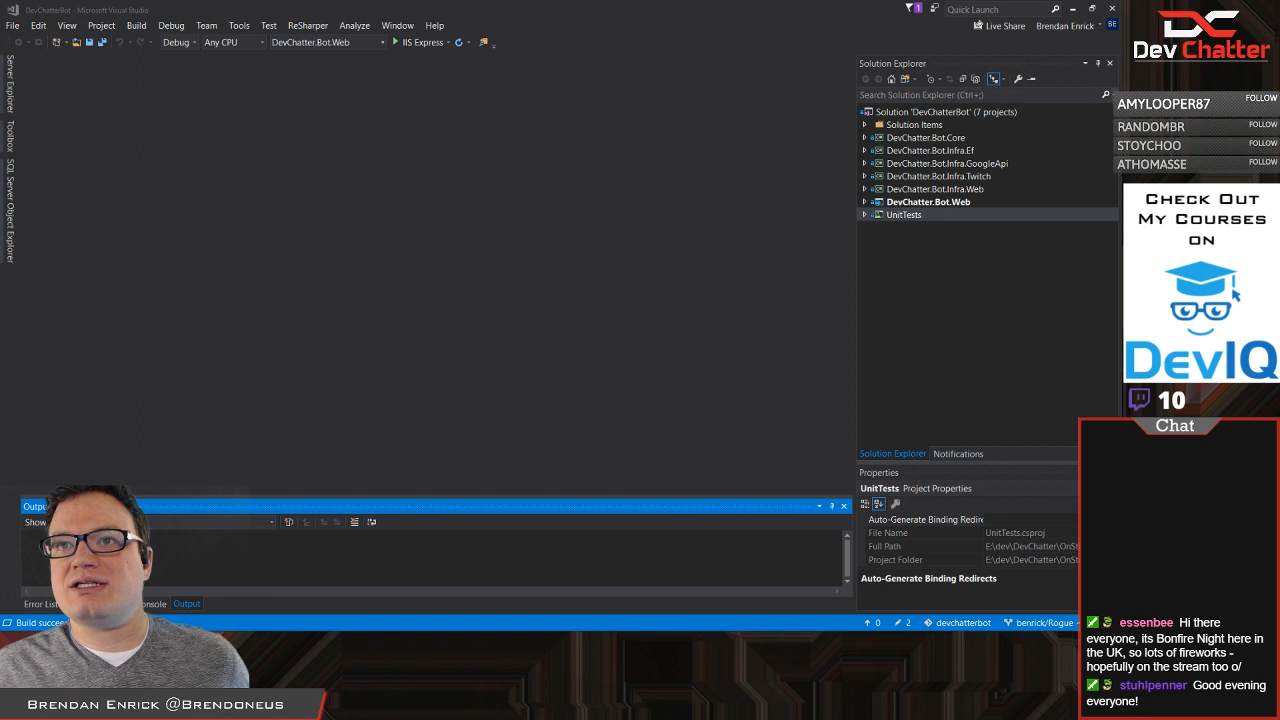 DevChatterBot - Microsoft Visual Studio
1
Quick Launch
File Edit View Project Build Debug Team Tools Test ReSharper Analyze Window Help
Live Share Brendan Enrick BE
Debug Any CPU DevChatter.Bot.Web IIS Express
Server Explorer
Toolbox
SQL Server Object Explorer
Solution Explorer
Search Solution Explorer (Ctrl+;)
Solution 'DevChatterBot' (7 projects)
Solution Items
DevChatter.Bot.Core
DevChatter.Bot.Infra.Ef
DevChatter.Bot.Infra.GoogleApi
DevChatter.Bot.Infra.Twitch
DevChatter.Bot.Infra.Web
DevChatter.Bot.Web
UnitTests
Solution Explorer Notifications
Properties
UnitTests Project Properties
Auto-Generate Binding Redire
File Name UnitTests.csproj
Full Path E:\dev\DevChatter\OnSt
Project Folder E:\dev\DevChatter\OnSt
Auto-Generate Binding Redirects
Outpu
Show
Error List
onsole
Output
Build succee
0 2 devchatterbot benrick/Rogue
DC
Dev Chatter
AMYLOOPER87 FOLLOW
RANDOMBR FOLLOW
STOYCHOO FOLLOW
ATHOMASSE FOLLOW
CHECK OUT
MY COURSES
ON
DevIQ
10
Chat
essenbee Hi there
everyone, its Bonfire Night here in
the UK, so lots of fireworks -
hopefully on the stream too o/
stuhlpenner Good evening
everyone!
BRENDAN ENRICK @BRENDONEUS